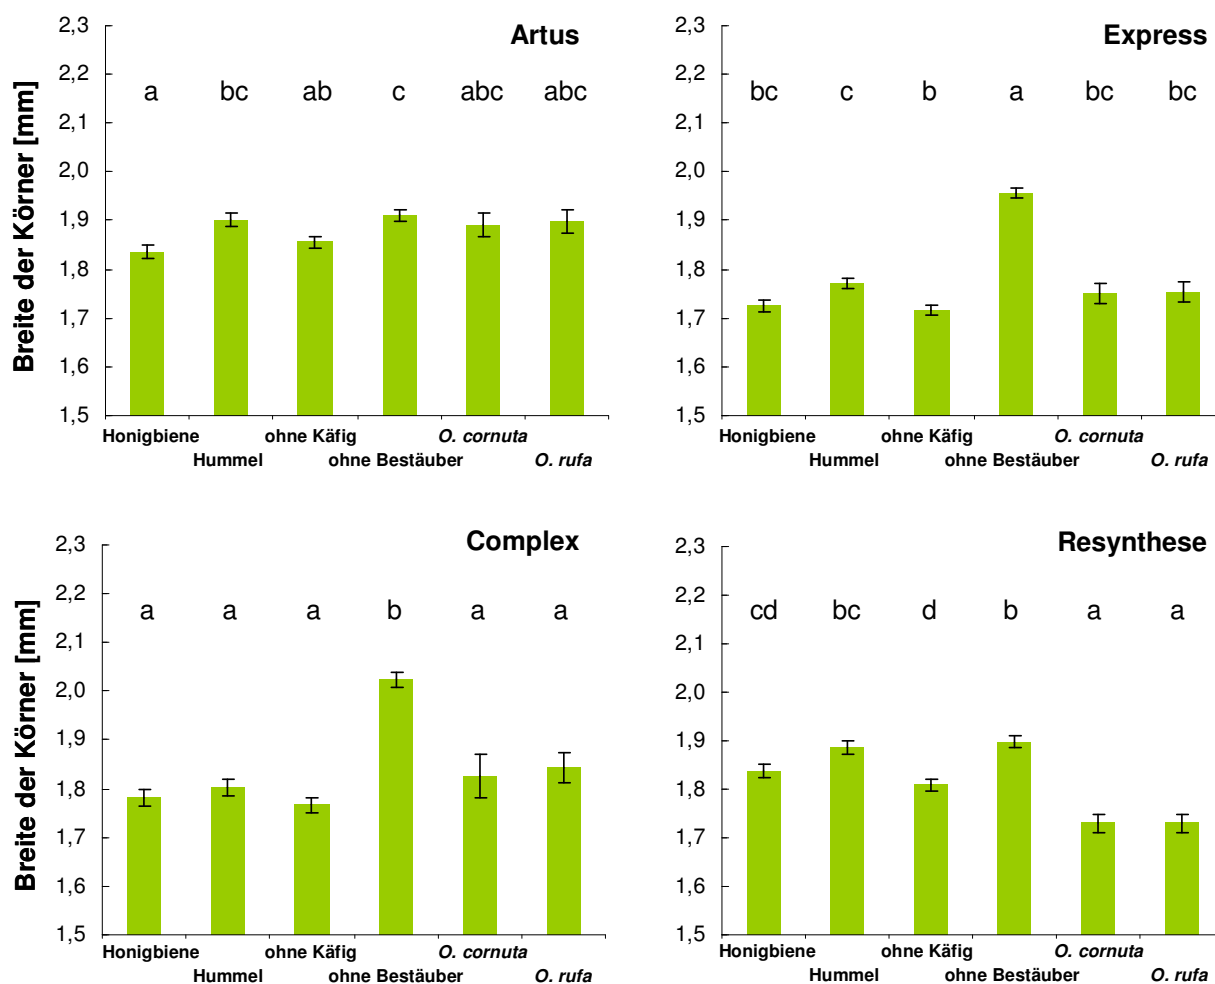 Artus
Breite der Körner [mm]
2,3
2,2
2,1
2,0
1,9
1,8
1,7
1,6
1,5
a bc ab c abc abc
Honigbiene ohne Käfig O. cornuta
Hummel ohne Bestäuber O. rufa
Express
2,3
2,2
2,1
2,0
1,9
1,8
1,7
1,6
1,5
bc c b a bc bc
Honigbiene ohne Käfig O. cornuta
Hummel ohne Bestäuber O. rufa
Complex
Breite der Körner [mm]
2,3
2,2
2,1
2,0
1,9
1,8
1,7
1,6
1,5
a a a b a a
Honigbiene ohne Käfig O. cornuta
Hummel ohne Bestäuber O. rufa
Resynthese
2,3
2,2
2,1
2,0
1,9
1,8
1,7
1,6
1,5
cd bc d b a a
Honigbiene ohne Käfig O. cornuta
Hummel ohne Bestäuber O. rufa